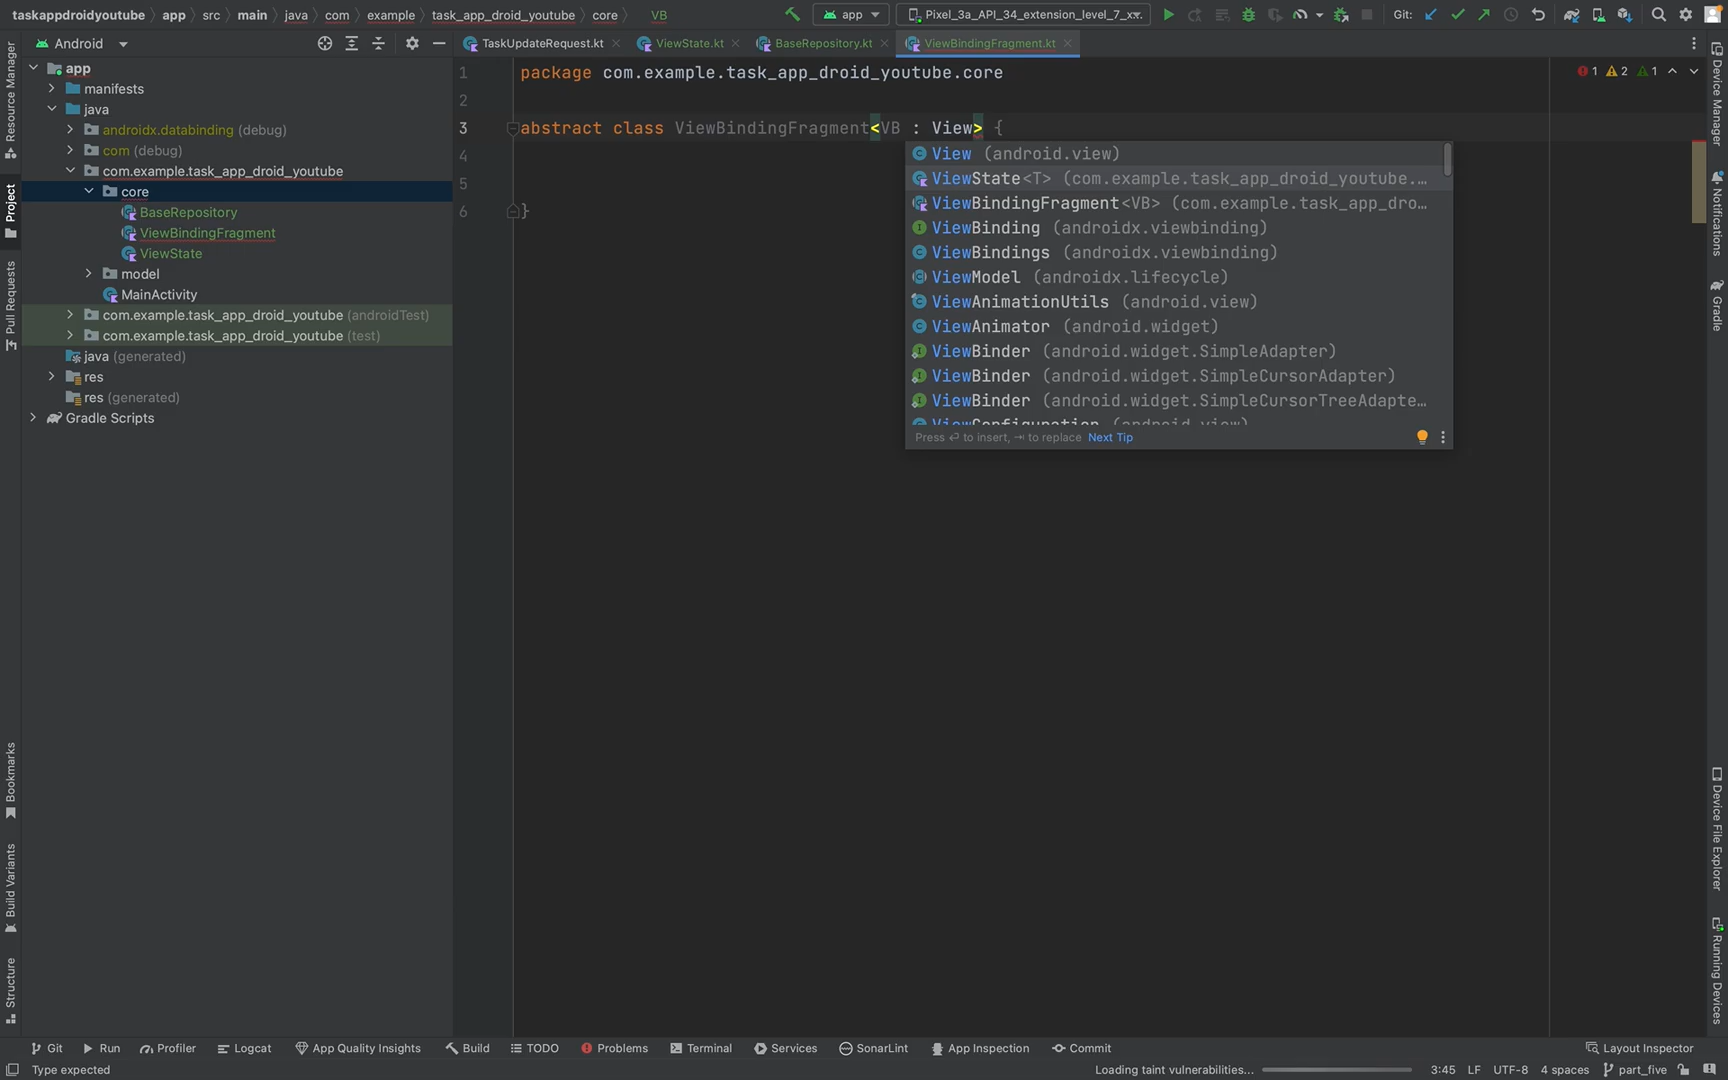 taskappdroidyoutube app src main java com example task_app_droid_youtube core VB
app Pixel_3a_API_34_extension_level_7_x... Git:
Android
TaskUpdateRequest.kt ViewState.kt BaseRepository.kt ViewBindingFragment.kt
app
manifests
java
androidx.databinding (debug)
com (debug)
com.example.task_app_droid_youtube
core
BaseRepository
ViewBindingFragment
ViewState
model
MainActivity
com.example.task_app_droid_youtube (androidTest)
com.example.task_app_droid_youtube (test)
java (generated)
res
res (generated)
Gradle Scripts
1 package com.example.task_app_droid_youtube.core
2
3 abstract class ViewBindingFragment<VB : View> {
4
5
6 }
1 2 1
View (android.view)
ViewState<T> (com.example.task_app_droid_youtube....
ViewBindingFragment<VB> (com.example.task_app_dro...
ViewBinding (androidx.viewbinding)
ViewBindings (androidx.viewbinding)
ViewModel (androidx.lifecycle)
ViewAnimationUtils (android.view)
ViewAnimator (android.widget)
ViewBinder (android.widget.SimpleAdapter)
ViewBinder (android.widget.SimpleCursorAdapter)
ViewBinder (android.widget.SimpleCursorTreeAdapte...
ViewConfiguration (android.view)
Press ↩ to insert, ⇥ to replace Next Tip
Resource Manager
Project
Pull Requests
Bookmarks
Build Variants
Structure
Device Manager
Notifications
Gradle
Device File Explorer
Running Devices
Git Run Profiler Logcat App Quality Insights Build TODO Problems Terminal Services SonarLint App Inspection Commit Layout Inspector
Type expected Loading taint vulnerabilities... 3:45 LF UTF-8 4 spaces part_five